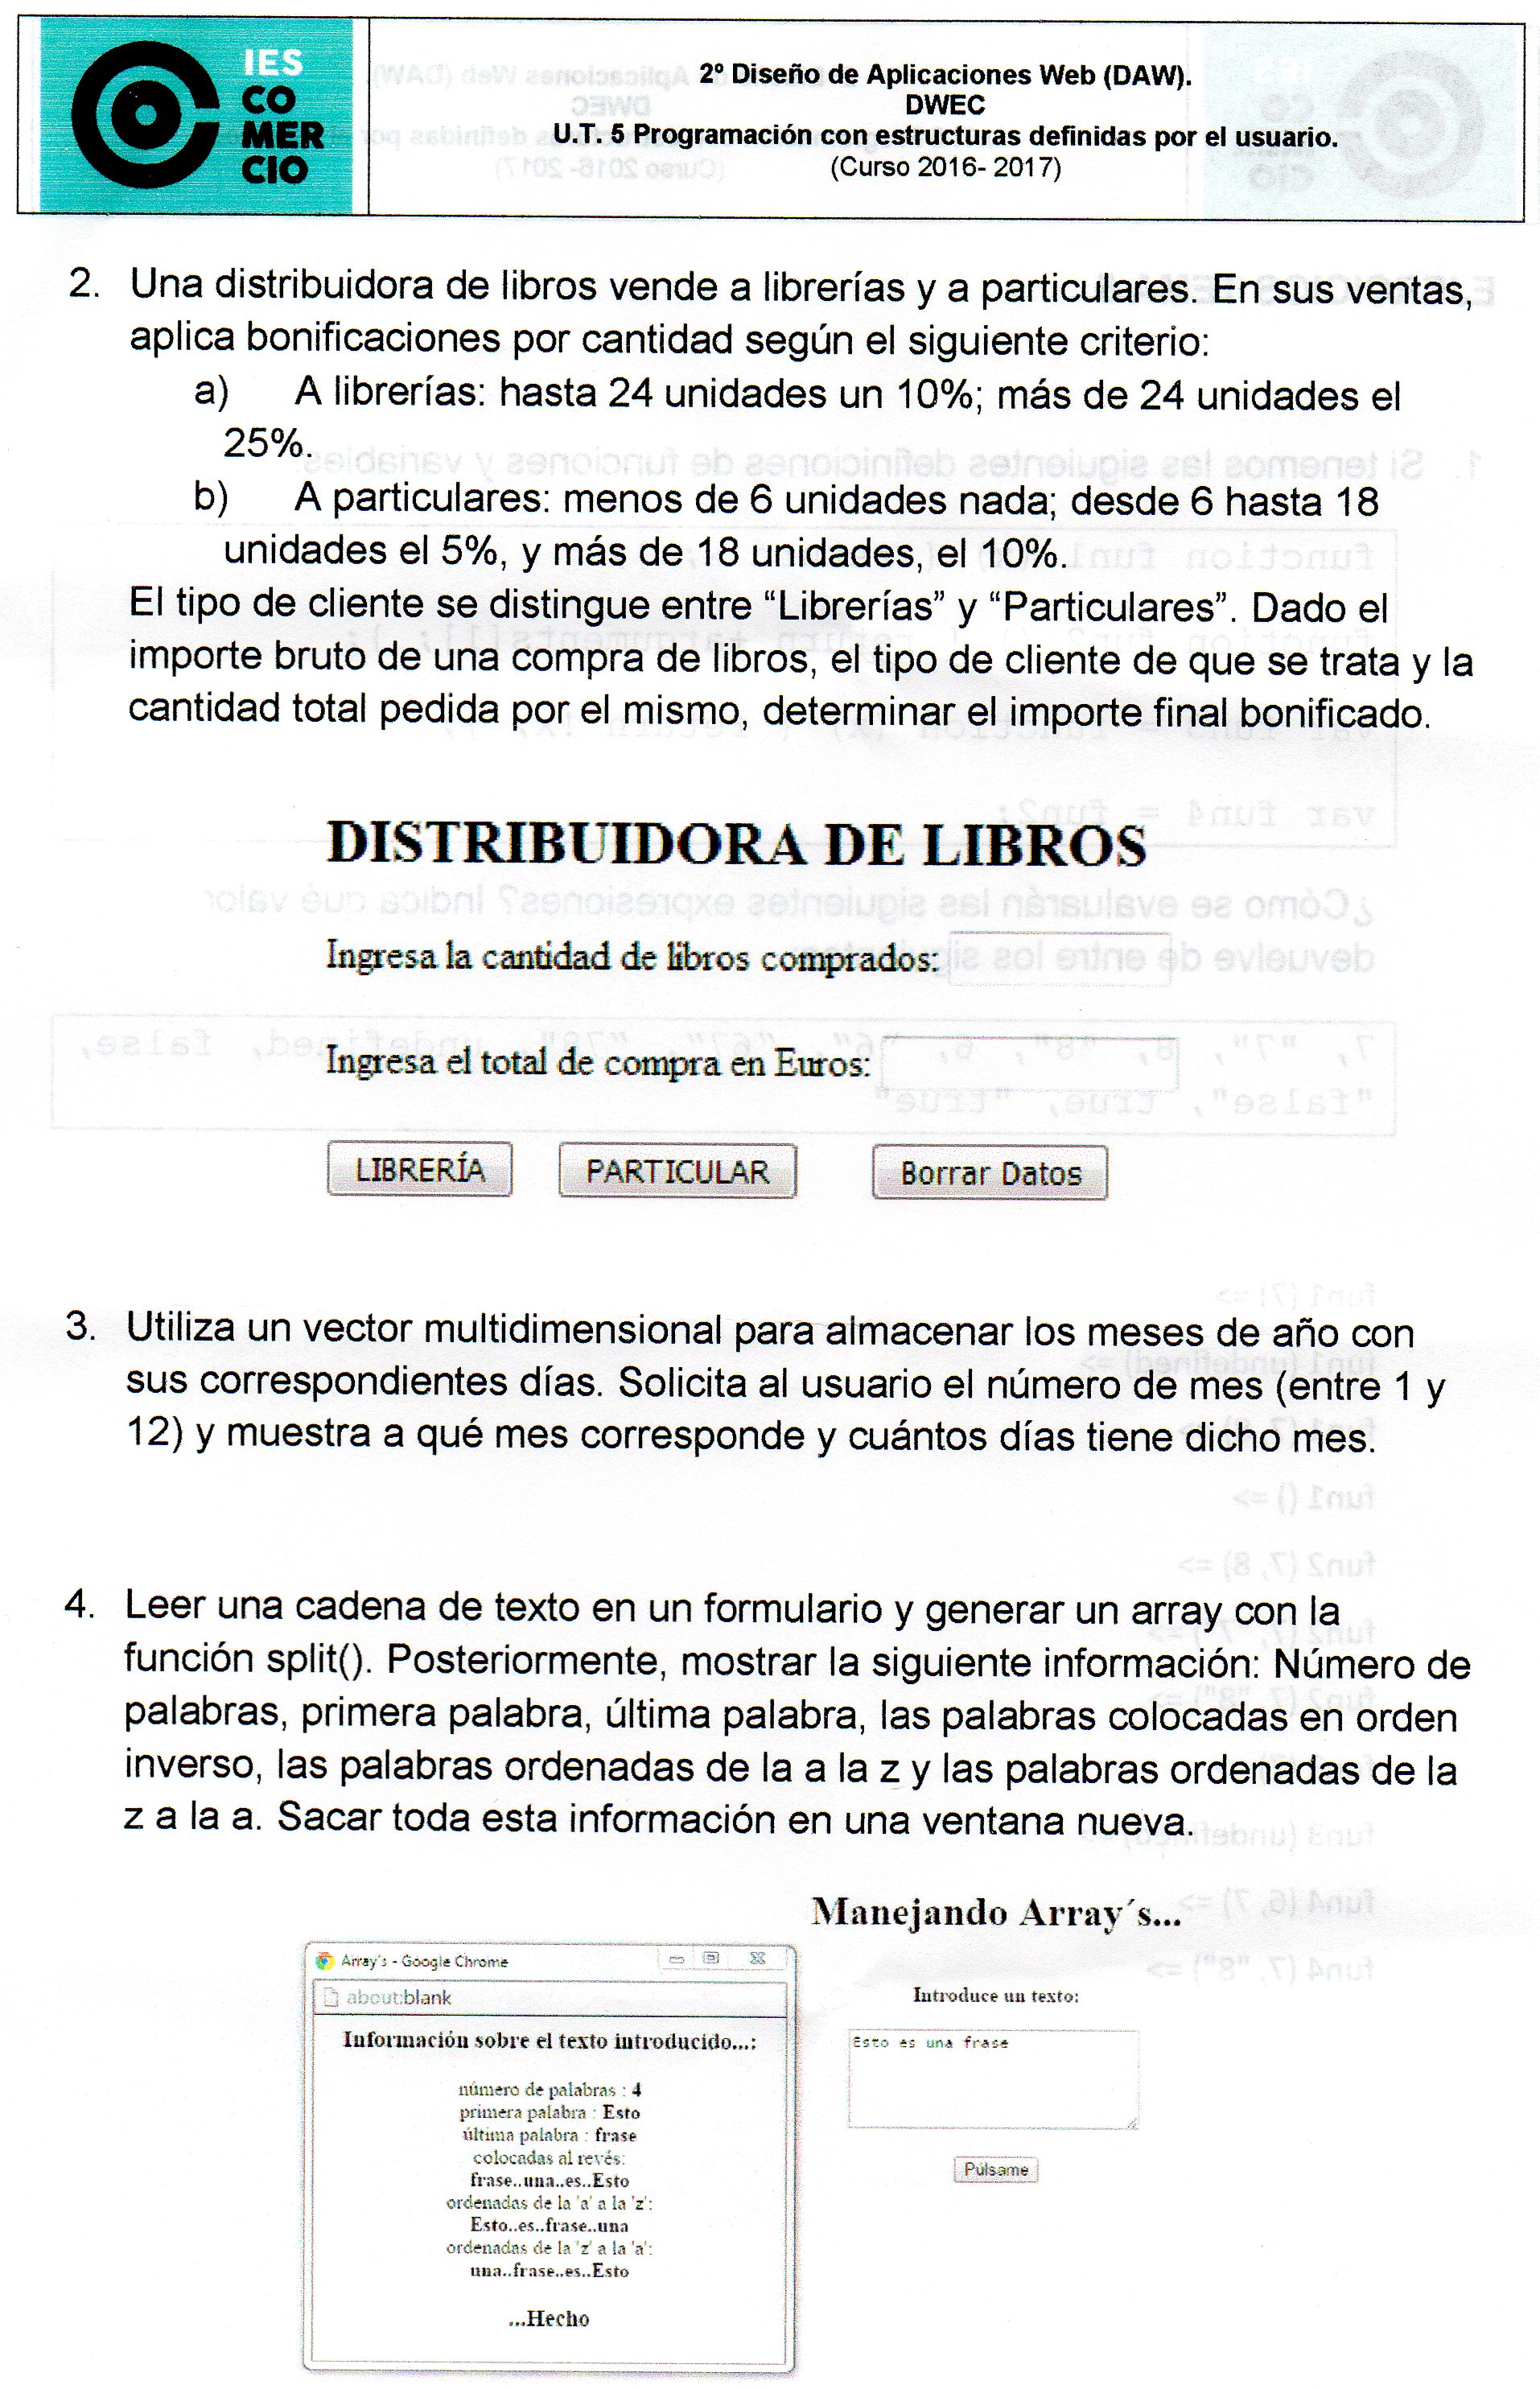 IES
CO
MER
CIO
2º Diseño de Aplicaciones Web (DAW).
DWEC
U.T. 5 Programación con estructuras definidas por el usuario.
(Curso 2016- 2017)
2. Una distribuidora de libros vende a librerías y a particulares. En sus ventas,
aplica bonificaciones por cantidad según el siguiente criterio:
a) A librerías: hasta 24 unidades un 10%; más de 24 unidades el
25%.
b) A particulares: menos de 6 unidades nada; desde 6 hasta 18
unidades el 5%, y más de 18 unidades, el 10%.
El tipo de cliente se distingue entre “Librerías” y “Particulares”. Dado el
importe bruto de una compra de libros, el tipo de cliente de que se trata y la
cantidad total pedida por el mismo, determinar el importe final bonificado.
DISTRIBUIDORA DE LIBROS
Ingresa la cantidad de libros comprados:
Ingresa el total de compra en Euros:
LIBRERÍA PARTICULAR Borrar Datos
3. Utiliza un vector multidimensional para almacenar los meses de año con
sus correspondientes días. Solicita al usuario el número de mes (entre 1 y
12) y muestra a qué mes corresponde y cuántos días tiene dicho mes.
4. Leer una cadena de texto en un formulario y generar un array con la
función split(). Posteriormente, mostrar la siguiente información: Número de
palabras, primera palabra, última palabra, las palabras colocadas en orden
inverso, las palabras ordenadas de la a la z y las palabras ordenadas de la
z a la a. Sacar toda esta información en una ventana nueva.
Array's - Google Chrome
about:blank
Información sobre el texto introducido...:
número de palabras : 4
primera palabra : Esto
última palabra : frase
colocadas al revés:
frase..una..es..Esto
ordenadas de la 'a' a la 'z':
Esto..es..frase..una
ordenadas de la 'z' a la 'a':
una..frase..es..Esto
...Hecho
Manejando Array´s...
Introduce un texto:
Esto es una frase
Púlsame